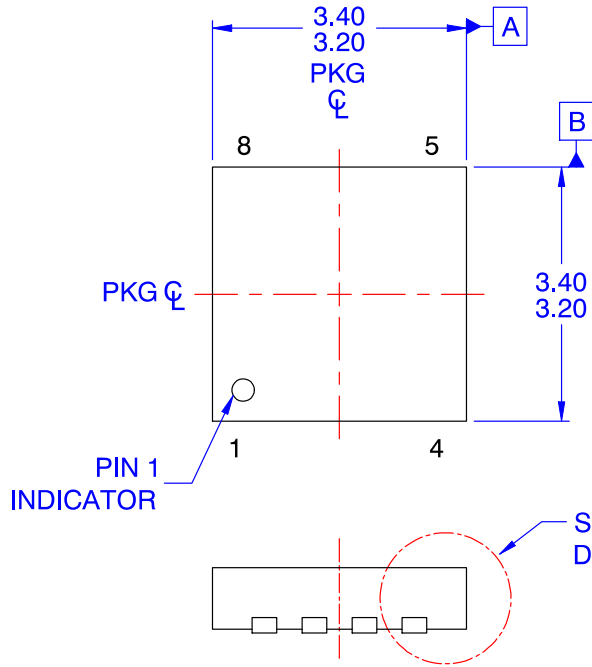 3.40
3.20
A
PKG
℄
B
8 5
PKG ℄
3.40
3.20
1 4
PIN 1
INDICATOR
S
D